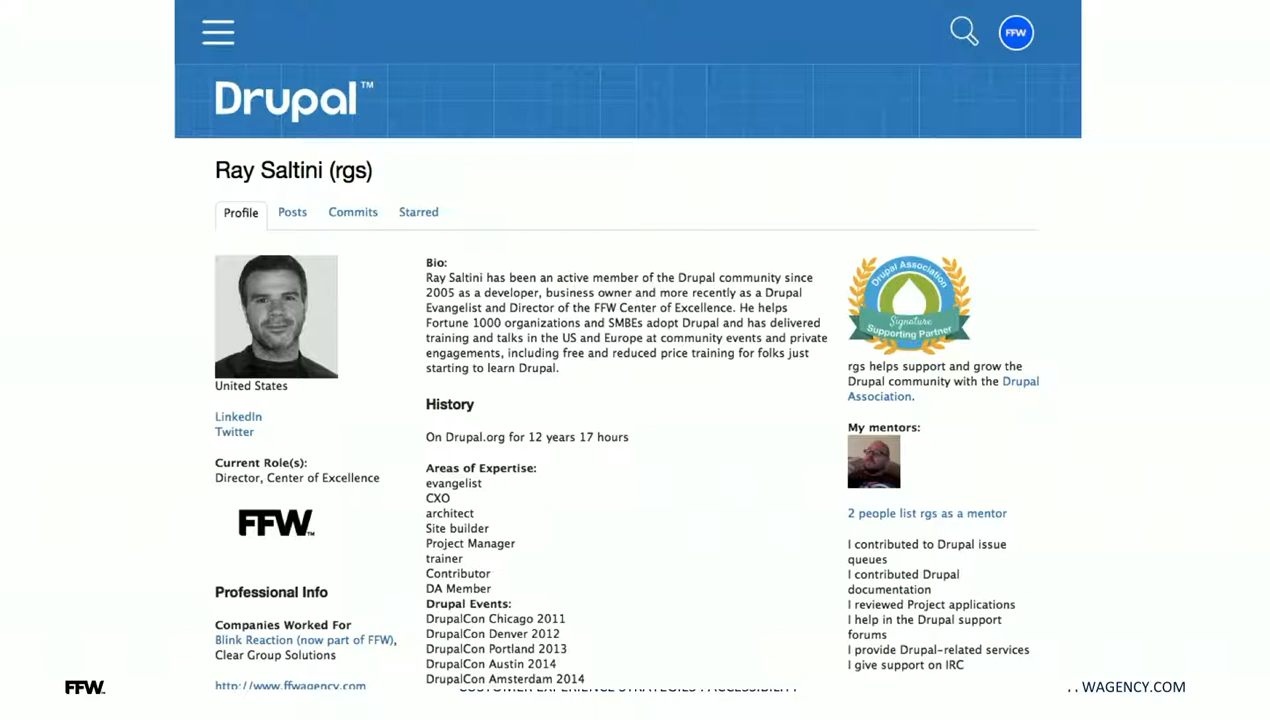 FFW
Drupal™
Ray Saltini (rgs)
Profile
Posts
Commits
Starred
United States
LinkedIn
Twitter
Current Role(s):
Director, Center of Excellence
FFW™
Professional Info
Companies Worked For
Blink Reaction (now part of FFW),
Clear Group Solutions
http://www.ffwagency.com
Bio:
Ray Saltini has been an active member of the Drupal community since
2005 as a developer, business owner and more recently as a Drupal
Evangelist and Director of the FFW Center of Excellence. He helps
Fortune 1000 organizations and SMBEs adopt Drupal and has delivered
training and talks in the US and Europe at community events and private
engagements, including free and reduced price training for folks just
starting to learn Drupal.
History
On Drupal.org for 12 years 17 hours
Areas of Expertise:
evangelist
CXO
architect
Site builder
Project Manager
trainer
Contributor
DA Member
Drupal Events:
DrupalCon Chicago 2011
DrupalCon Denver 2012
DrupalCon Portland 2013
DrupalCon Austin 2014
DrupalCon Amsterdam 2014
Drupal Association
Signature
Supporting Partner
rgs helps support and grow the
Drupal community with the Drupal
Association.
My mentors:
2 people list rgs as a mentor
I contributed to Drupal issue
queues
I contributed Drupal
documentation
I reviewed Project applications
I help in the Drupal support
forums
I provide Drupal-related services
I give support on IRC
FFW
CUSTOMER EXPERIENCE STRATEGIES : ACCESSIBILITY
WAGENCY.COM